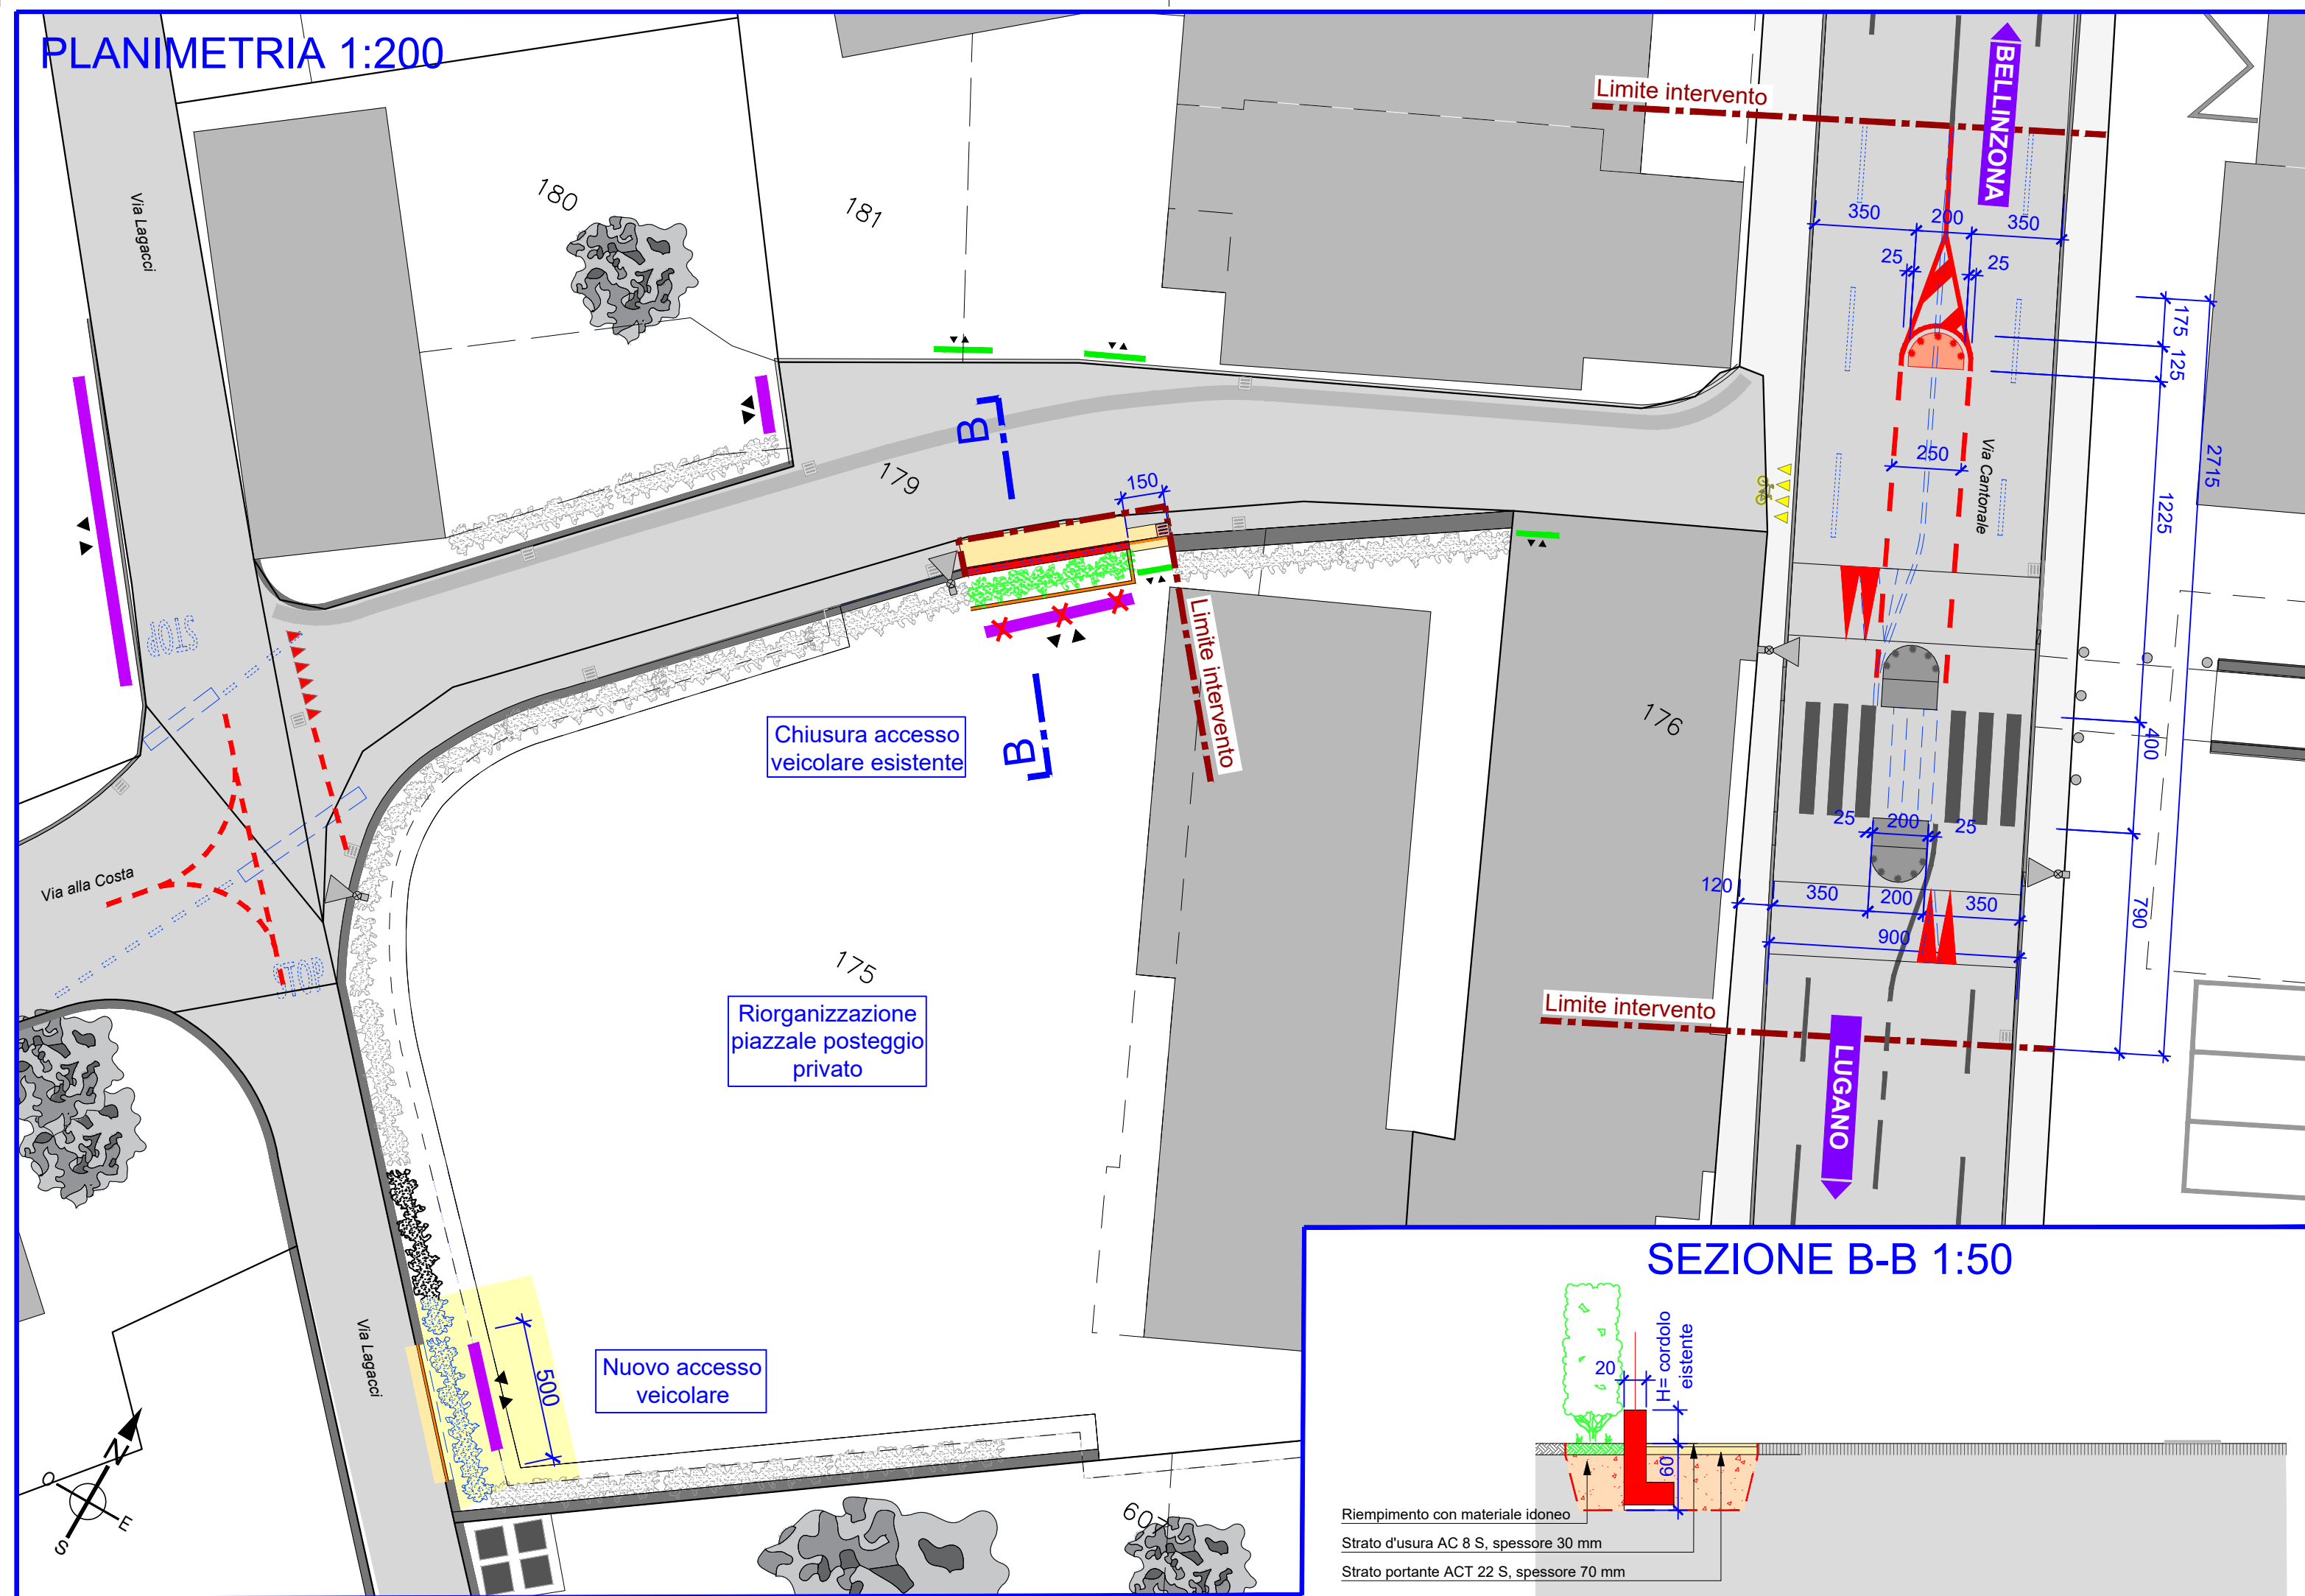 PLANIMETRIA 1:200
BELLINZONA
Limite intervento
350
200
350
25
25
Via Lagacci
180
181
175
125
2715
1225
250
Via Cantonale
B
179
150
STOP
Limite intervento
176
Chiusura accesso
veicolare esistente
B
400
25
200
25
Via alla Costa
120
350
200
350
790
900
175
STOP
Riorganizzazione
piazzale posteggio
privato
Limite intervento
LUGANO
Via Lagacci
500
Nuovo accesso
veicolare
N
O
E
S
607
SEZIONE B-B 1:50
20
H= cordolo
eistente
60
Riempimento con materiale idoneo
Strato d'usura AC 8 S, spessore 30 mm
Strato portante ACT 22 S, spessore 70 mm